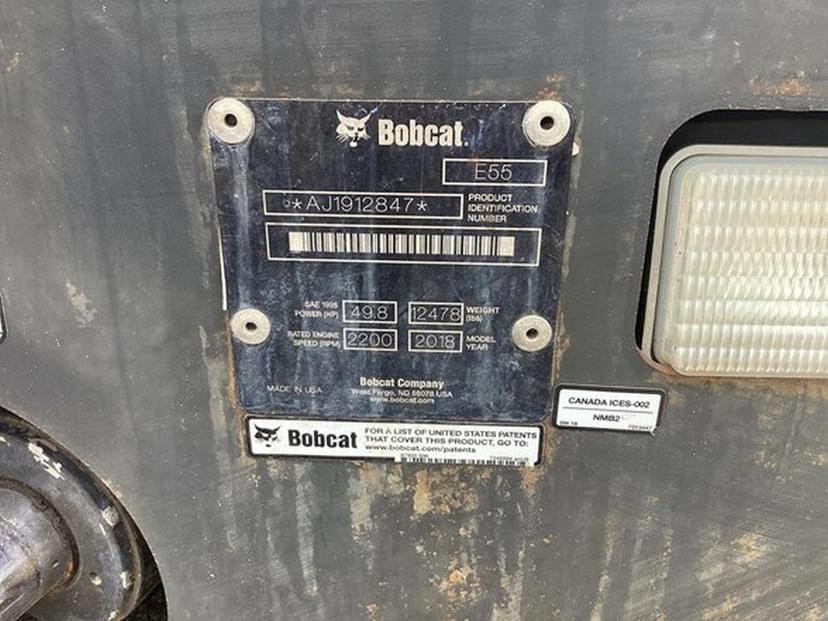 Bobcat.
E55
*AJ1912847*
PRODUCT
IDENTIFICATION
NUMBER
SAE 1995
POWER (HP)
49.8
12478
WEIGHT
(lbs)
RATED ENGINE
SPEED (RPM)
2200
2018
MODEL
YEAR
MADE IN USA
Bobcat Company
West Fargo, ND 58078 USA
www.bobcat.com
Bobcat
FOR A LIST OF UNITED STATES PATENTS
THAT COVER THIS PRODUCT, GO TO:
www.bobcat.com/patents
CANADA ICES-002
NMB2